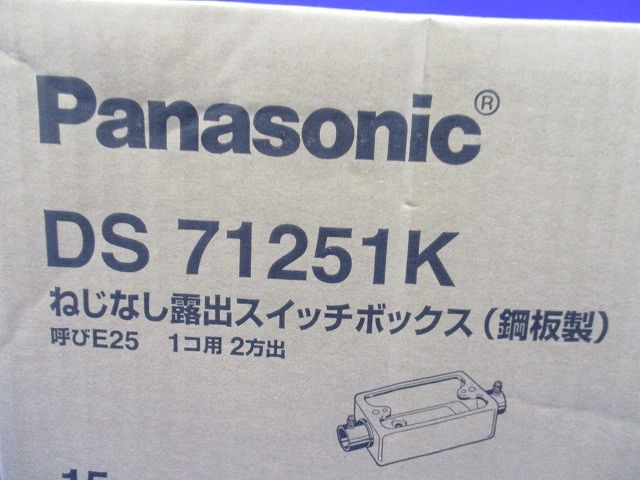 Panasonic®
DS 71251K
ねじなし露出スイッチボックス(鋼板製)
呼びE25 1コ用 2方出
15